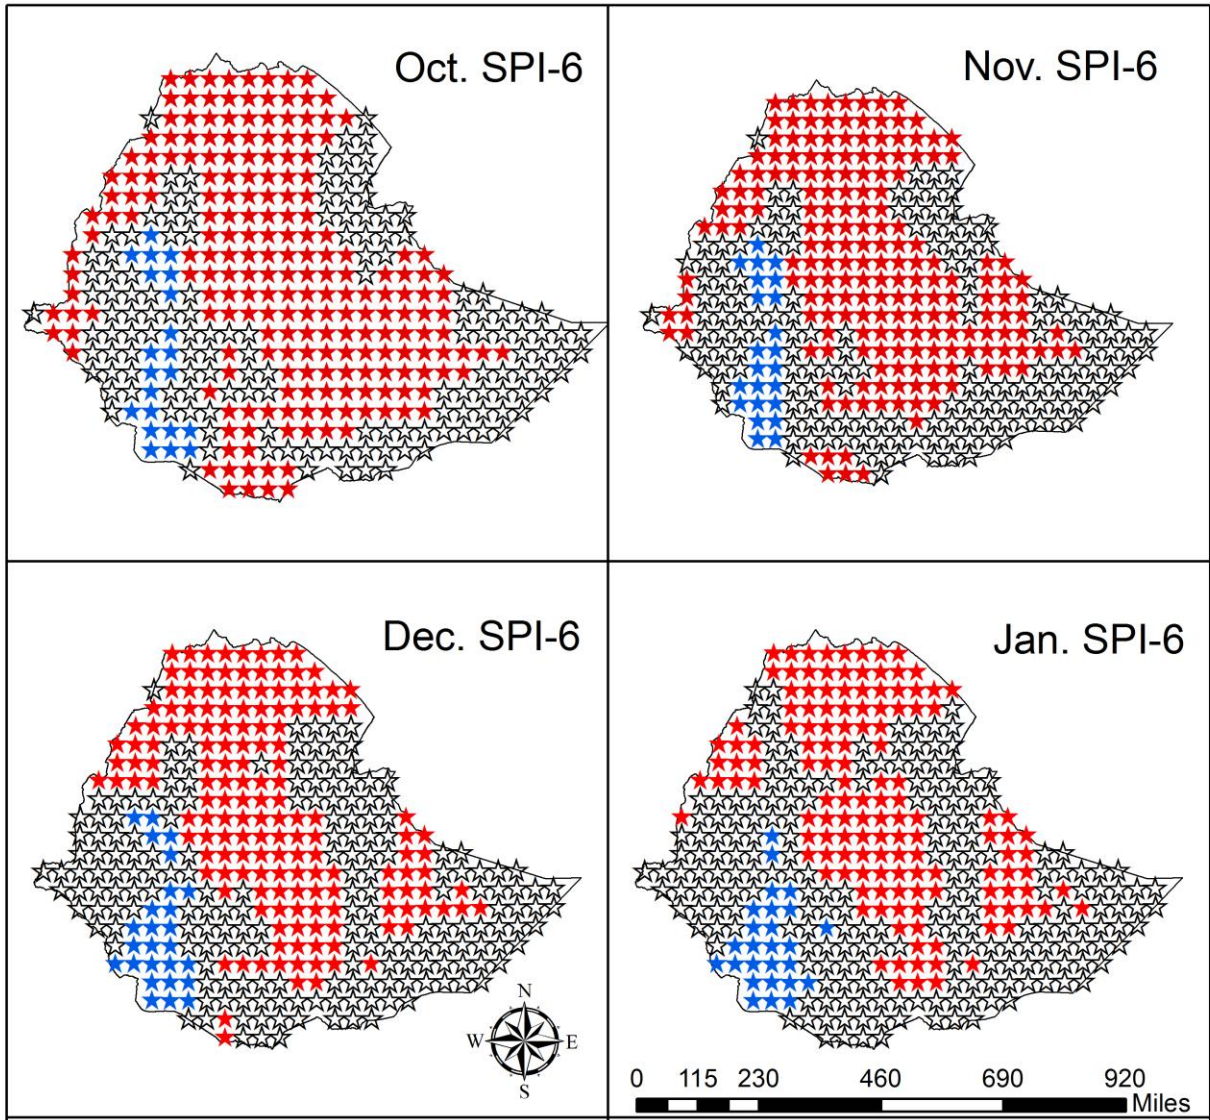 Oct. SPI-6
Nov. SPI-6
Dec. SPI-6
Jan. SPI-6
N
W E
S
0 115 230 460 690 920
Miles